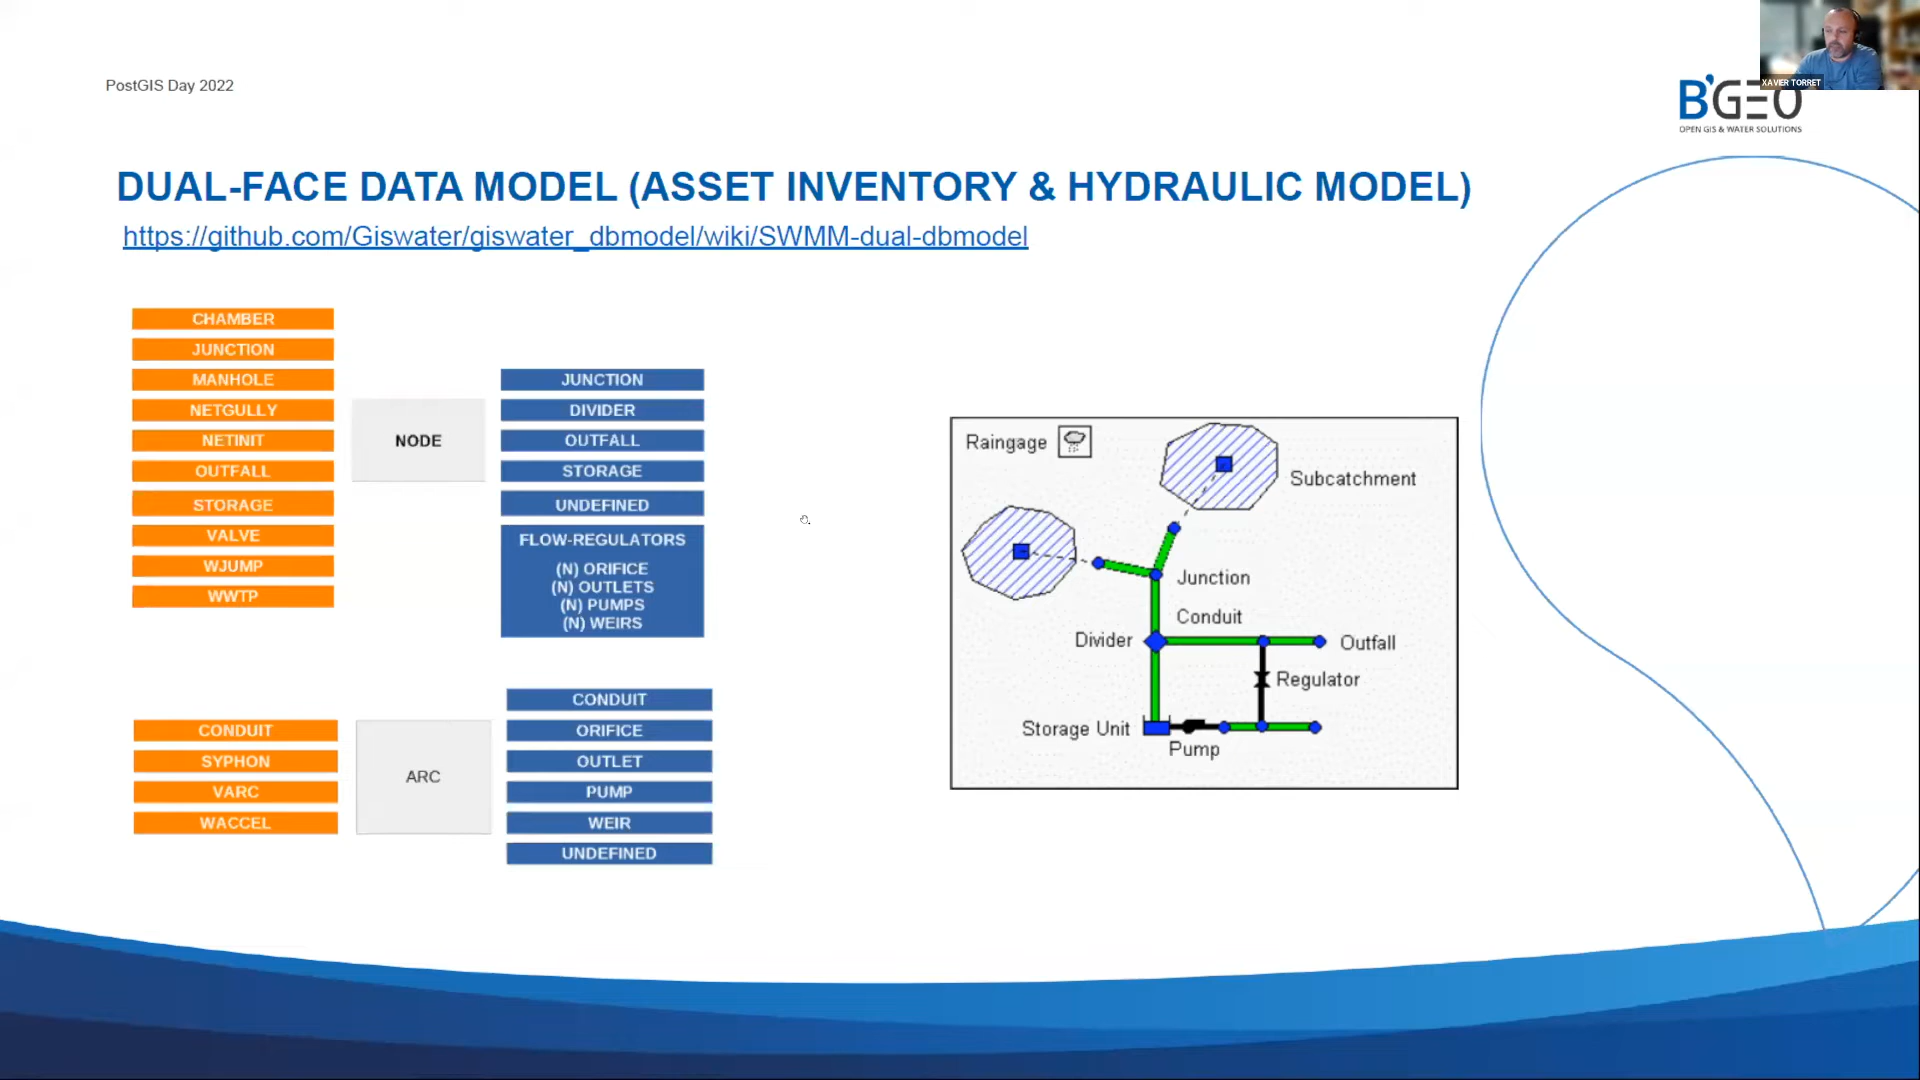 PostGIS Day 2022
XAVIER TORRET
B'GEO
OPEN GIS & WATER SOLUTIONS
DUAL-FACE DATA MODEL (ASSET INVENTORY & HYDRAULIC MODEL)
https://github.com/Giswater/giswater_dbmodel/wiki/SWMM-dual-dbmodel
CHAMBER
JUNCTION
MANHOLE
NETGULLY
NETINIT
OUTFALL
STORAGE
VALVE
WJUMP
WWTP
NODE
JUNCTION
DIVIDER
OUTFALL
STORAGE
UNDEFINED
FLOW-REGULATORS
(N) ORIFICE
(N) OUTLETS
(N) PUMPS
(N) WEIRS
CONDUIT
SYPHON
VARC
WACCEL
ARC
CONDUIT
ORIFICE
OUTLET
PUMP
WEIR
UNDEFINED
Raingage
Subcatchment
Junction
Conduit
Divider
Outfall
Regulator
Storage Unit
Pump